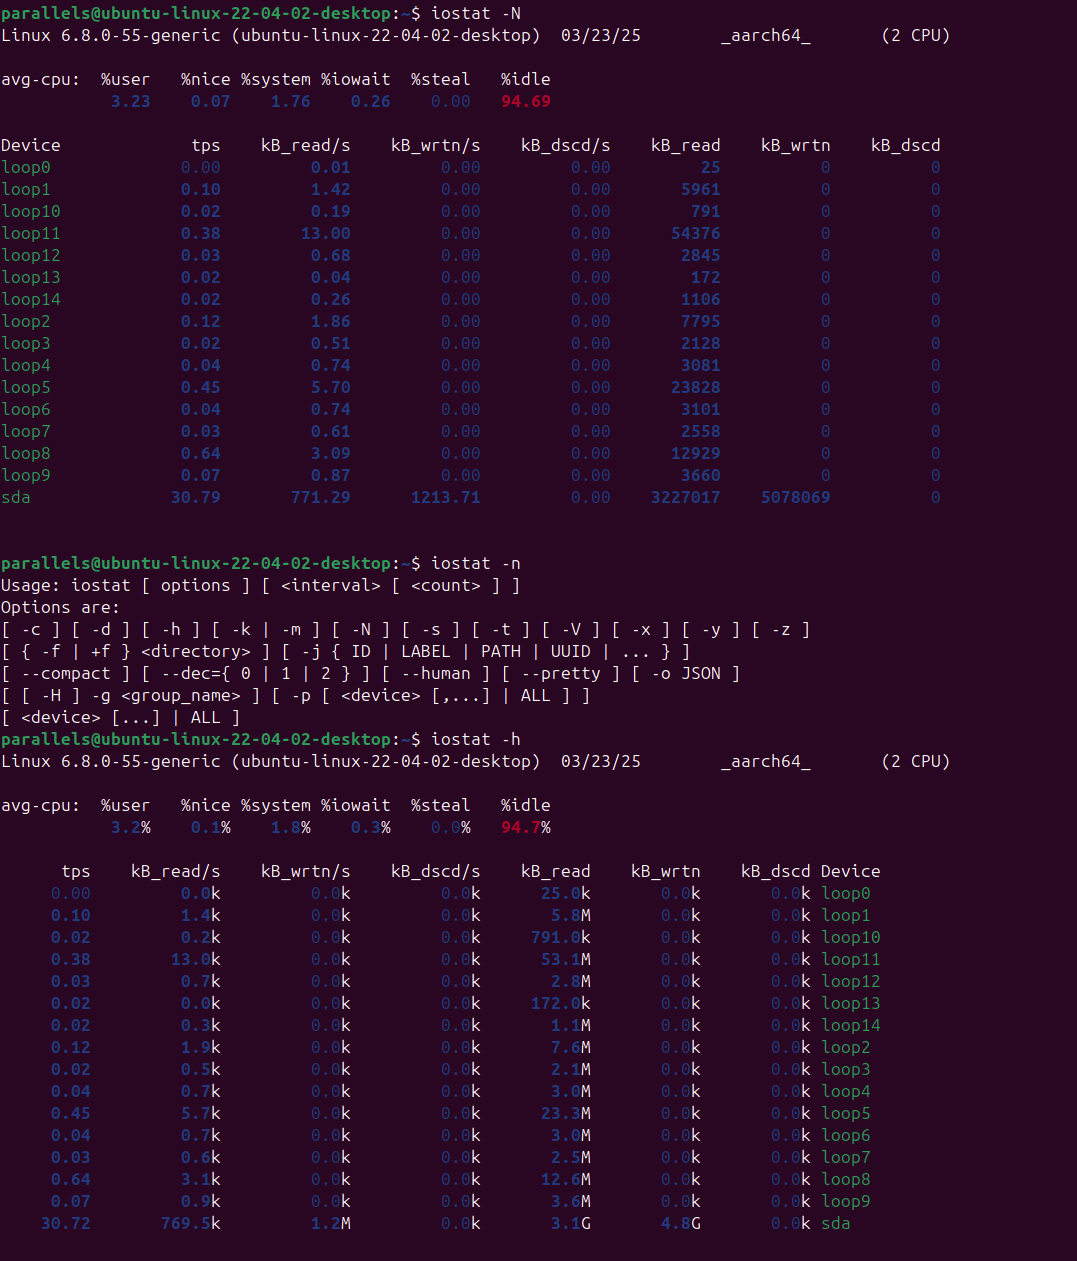 parallels@ubuntu-linux-22-04-02-desktop:~$ iostat -N
Linux 6.8.0-55-generic (ubuntu-linux-22-04-02-desktop)  03/23/25        _aarch64_       (2 CPU)
avg-cpu:  %user   %nice %system %iowait  %steal   %idle
           3.23    0.07    1.76    0.26    0.00   94.69
Device             tps    kB_read/s    kB_wrtn/s    kB_dscd/s    kB_read    kB_wrtn    kB_dscd
loop0             0.00         0.01         0.00         0.00         25          0          0
loop1             0.10         1.42         0.00         0.00       5961          0          0
loop10            0.02         0.19         0.00         0.00        791          0          0
loop11            0.38        13.00         0.00         0.00      54376          0          0
loop12            0.03         0.68         0.00         0.00       2845          0          0
loop13            0.02         0.04         0.00         0.00        172          0          0
loop14            0.02         0.26         0.00         0.00       1106          0          0
loop2             0.12         1.86         0.00         0.00       7795          0          0
loop3             0.02         0.51         0.00         0.00       2128          0          0
loop4             0.04         0.74         0.00         0.00       3081          0          0
loop5             0.45         5.70         0.00         0.00      23828          0          0
loop6             0.04         0.74         0.00         0.00       3101          0          0
loop7             0.03         0.61         0.00         0.00       2558          0          0
loop8             0.64         3.09         0.00         0.00      12929          0          0
loop9             0.07         0.87         0.00         0.00       3660          0          0
sda              30.79       771.29      1213.71         0.00    3227017    5078069          0
parallels@ubuntu-linux-22-04-02-desktop:~$ iostat -n
Usage: iostat [ options ] [ <interval> [ <count> ] ]
Options are:
[ -c ] [ -d ] [ -h ] [ -k | -m ] [ -N ] [ -s ] [ -t ] [ -V ] [ -x ] [ -y ] [ -z ]
[ { -f | +f } <directory> ] [ -j { ID | LABEL | PATH | UUID | ... } ]
[ --compact ] [ --dec={ 0 | 1 | 2 } ] [ --human ] [ --pretty ] [ -o JSON ]
[ [ -H ] -g <group_name> ] [ -p [ <device> [,...] | ALL ] ]
[ <device> [...] | ALL ]
parallels@ubuntu-linux-22-04-02-desktop:~$ iostat -h
Linux 6.8.0-55-generic (ubuntu-linux-22-04-02-desktop)  03/23/25        _aarch64_       (2 CPU)
avg-cpu:  %user   %nice %system %iowait  %steal   %idle
           3.2%    0.1%    1.8%    0.3%    0.0%   94.7%
      tps    kB_read/s    kB_wrtn/s    kB_dscd/s    kB_read    kB_wrtn    kB_dscd Device
     0.00         0.0k         0.0k         0.0k      25.0k       0.0k       0.0k loop0
     0.10         1.4k         0.0k         0.0k       5.8M       0.0k       0.0k loop1
     0.02         0.2k         0.0k         0.0k     791.0k       0.0k       0.0k loop10
     0.38        13.0k         0.0k         0.0k      53.1M       0.0k       0.0k loop11
     0.03         0.7k         0.0k         0.0k       2.8M       0.0k       0.0k loop12
     0.02         0.0k         0.0k         0.0k     172.0k       0.0k       0.0k loop13
     0.02         0.3k         0.0k         0.0k       1.1M       0.0k       0.0k loop14
     0.12         1.9k         0.0k         0.0k       7.6M       0.0k       0.0k loop2
     0.02         0.5k         0.0k         0.0k       2.1M       0.0k       0.0k loop3
     0.04         0.7k         0.0k         0.0k       3.0M       0.0k       0.0k loop4
     0.45         5.7k         0.0k         0.0k      23.3M       0.0k       0.0k loop5
     0.04         0.7k         0.0k         0.0k       3.0M       0.0k       0.0k loop6
     0.03         0.6k         0.0k         0.0k       2.5M       0.0k       0.0k loop7
     0.64         3.1k         0.0k         0.0k      12.6M       0.0k       0.0k loop8
     0.07         0.9k         0.0k         0.0k       3.6M       0.0k       0.0k loop9
    30.72       769.5k         1.2M         0.0k       3.1G       4.8G       0.0k sda